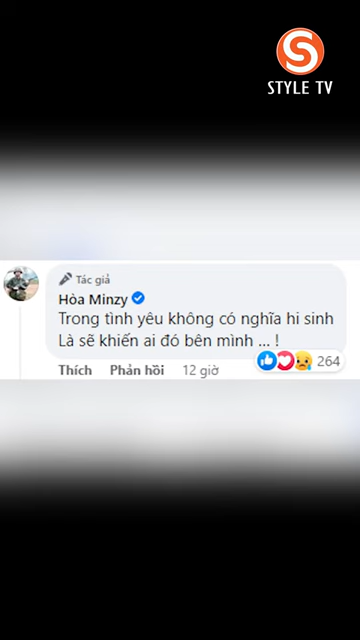 S
STYLE TV
Tác giả
Hòa Minzy
Trong tình yêu không có nghĩa hi sinh
Là sẽ khiến ai đó bên mình ... !
Thích Phản hồi 12 giờ 264